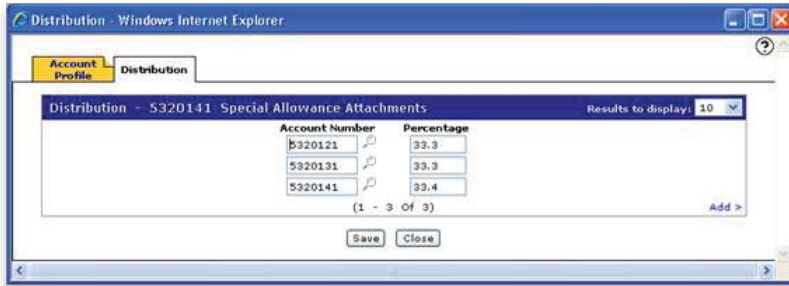 Distribution - Windows Internet Explorer
Account
Profile
Distribution
Distribution - 5320141 Special Allowance Attachments Results to display: 10
Account Number Percentage
5320121 33.3
5320131 33.3
5320141 33.4
(1 - 3 Of 3) Add >
Save Close